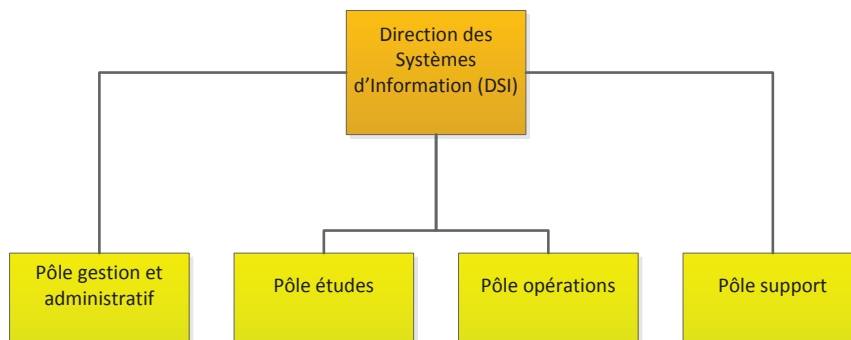 Direction des
Systèmes
d’Information (DSI)
Pôle gestion et
administratif
Pôle études
Pôle opérations
Pôle support